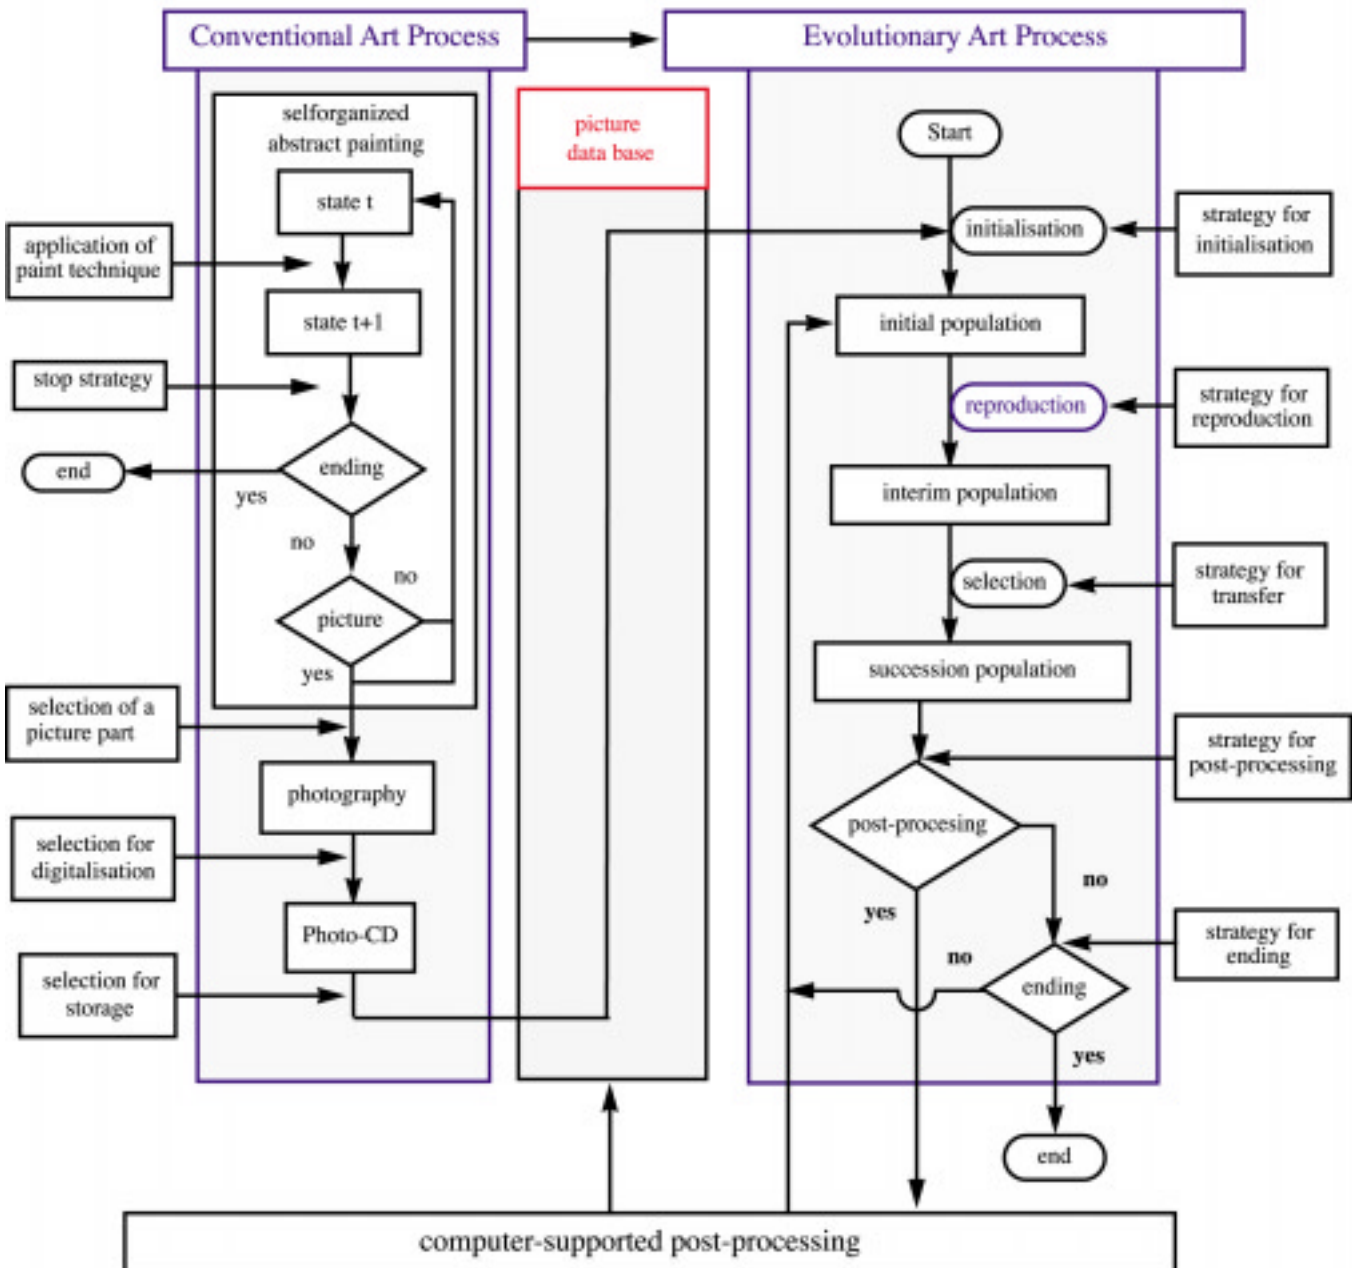 Conventional Art Process
Evolutionary Art Process
selforganized
abstract painting
state t
application of
paint technique
state t+1
stop strategy
ending
end
yes
no
no
picture
yes
selection of a
picture part
photography
selection for
digitalisation
Photo-CD
selection for
storage
picture
data base
Start
initialisation
strategy for
initialisation
initial population
reproduction
strategy for
reproduction
interim population
selection
strategy for
transfer
succession population
strategy for
post-processing
post-procesing
no
yes
strategy for
ending
no
ending
yes
end
computer-supported post-processing